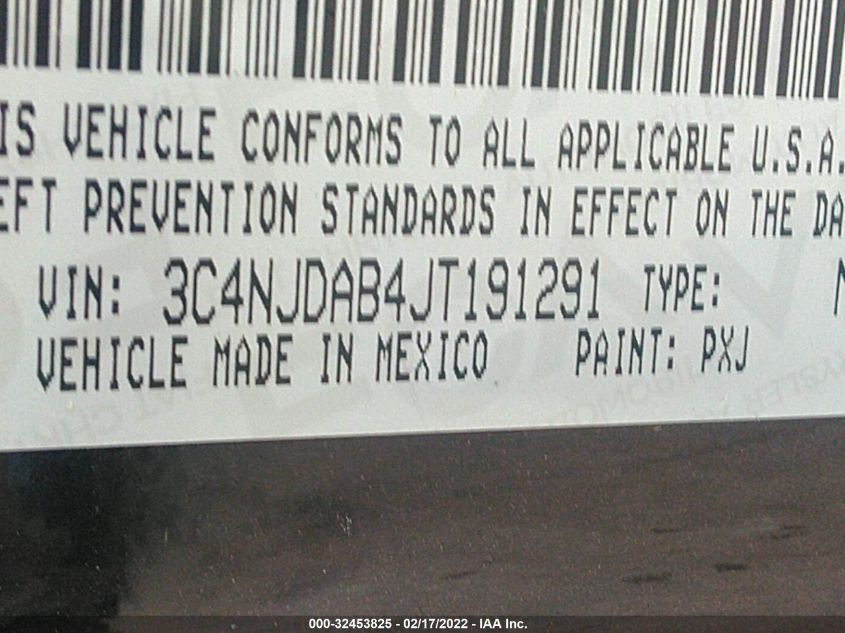 IS VEHICLE CONFORMS TO ALL APPLICABLE U.S.A.
EFT PREVENTION STANDARDS IN EFFECT ON THE DA
VIN: 3C4NJDAB4JT191291 TYPE: M
VEHICLE MADE IN MEXICO PAINT: PXJ
000-32453825 - 02/17/2022 - IAA Inc.